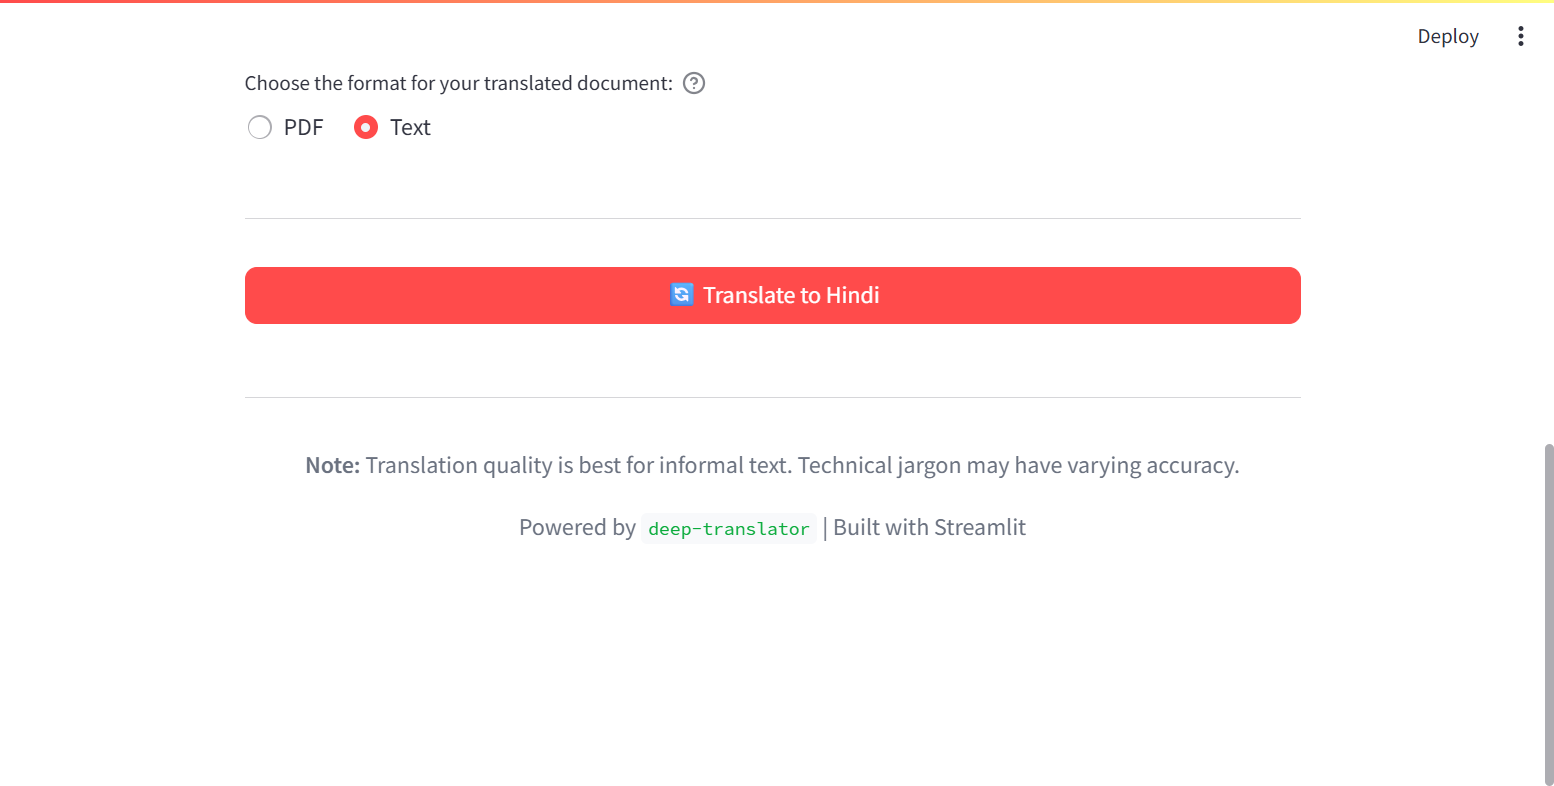 Deploy
Choose the format for your translated document:
PDF Text
Translate to Hindi
Note: Translation quality is best for informal text. Technical jargon may have varying accuracy.
Powered by deep-translator | Built with Streamlit